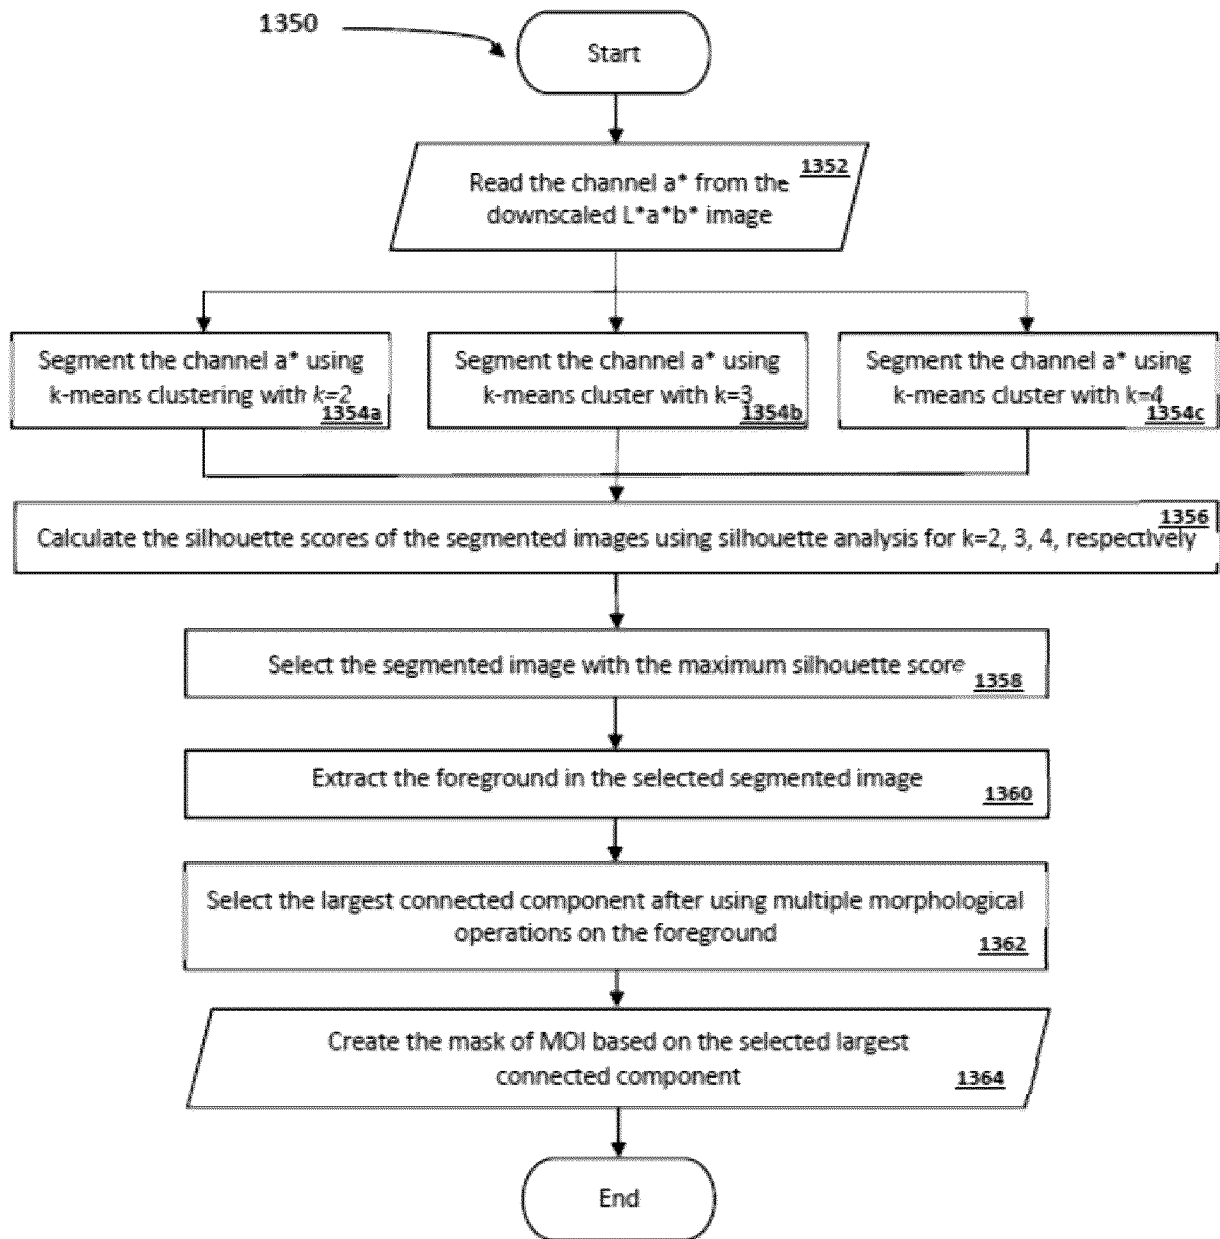 1350
Start
1352
Read the channel a* from the
downscaled L*a*b* image
Segment the channel a* using
k-means clustering with k=2
1354a
Segment the channel a* using
k-means cluster with k=3
1354b
Segment the channel a* using
k-means cluster with k=4
1354c
1356
Calculate the silhouette scores of the segmented images using silhouette analysis for k=2, 3, 4, respectively
Select the segmented image with the maximum silhouette score
1358
Extract the foreground in the selected segmented image
1360
Select the largest connected component after using multiple morphological
operations on the foreground
1362
Create the mask of MOI based on the selected largest
connected component
1364
End